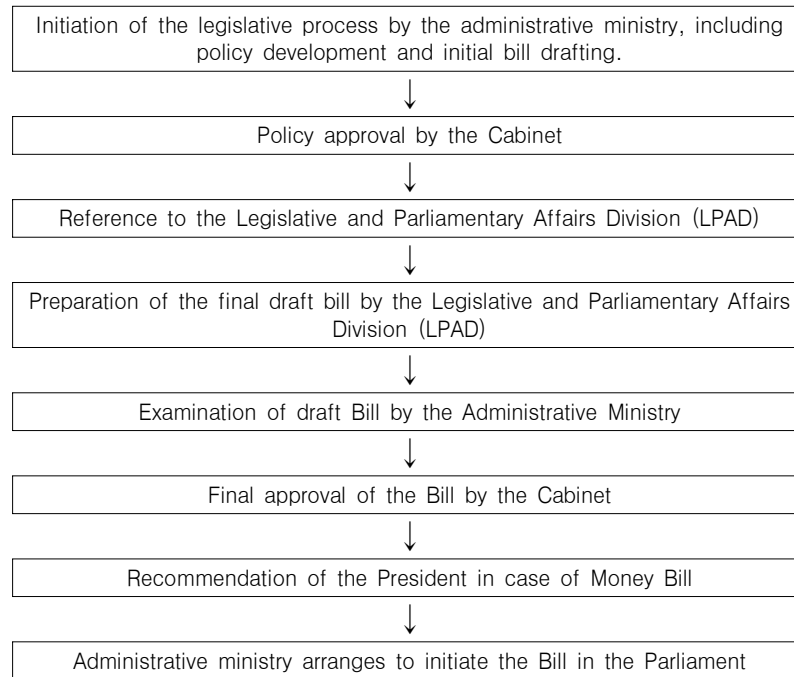 Initiation of the legislative process by the administrative ministry, including
policy development and initial bill drafting.
Policy approval by the Cabinet
Reference to the Legislative and Parliamentary Affairs Division (LPAD)
Preparation of the final draft bill by the Legislative and Parliamentary Affairs
Division (LPAD)
Examination of draft Bill by the Administrative Ministry
Final approval of the Bill by the Cabinet
Recommendation of the President in case of Money Bill
Administrative ministry arranges to initiate the Bill in the Parliament